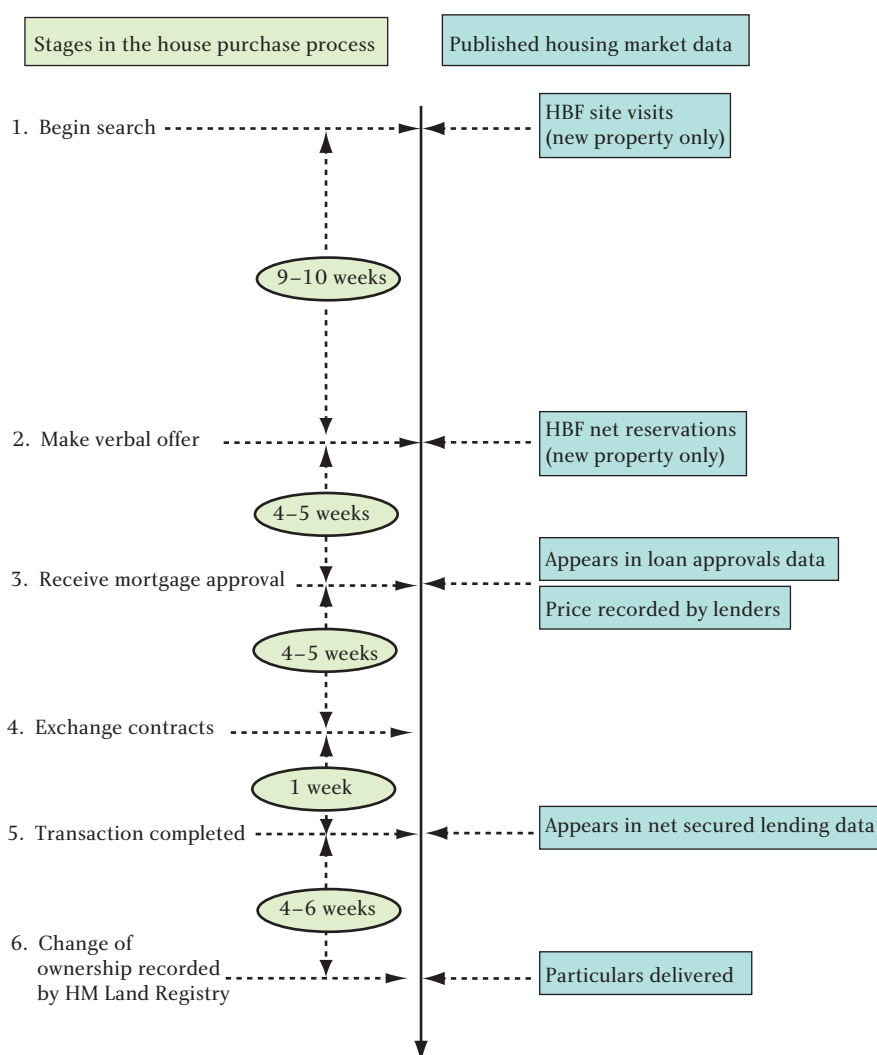 Stages in the house purchase process
Published housing market data
1. Begin search
HBF site visits
(new property only)
9–10 weeks
2. Make verbal offer
HBF net reservations
(new property only)
4–5 weeks
3. Receive mortgage approval
Appears in loan approvals data
Price recorded by lenders
4–5 weeks
4. Exchange contracts
1 week
5. Transaction completed
Appears in net secured lending data
4–6 weeks
6. Change of
ownership recorded
by HM Land Registry
Particulars delivered